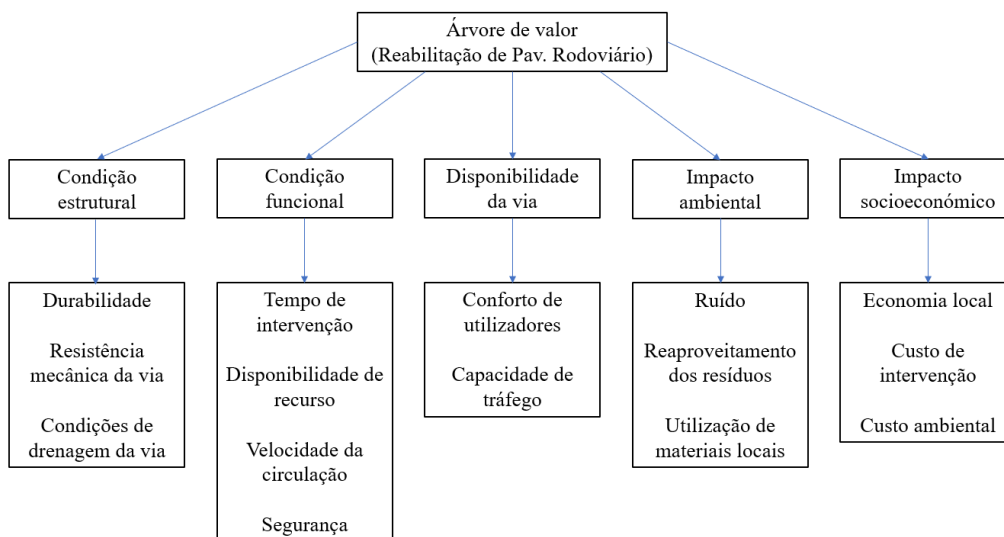 Árvore de valor
(Reabilitação de Pav. Rodoviário)
Condição
estrutural
Condição
funcional
Disponibilidade
da via
Impacto
ambiental
Impacto
socioeconómico
Durabilidade
Resistência
mecânica da via
Condições de
drenagem da via
Tempo de
intervenção
Disponibilidade de
recurso
Velocidade da
circulação
Segurança
Conforto de
utilizadores
Capacidade de
tráfego
Ruído
Reaproveitamento
dos resíduos
Utilização de
materiais locais
Economia local
Custo de
intervenção
Custo ambiental